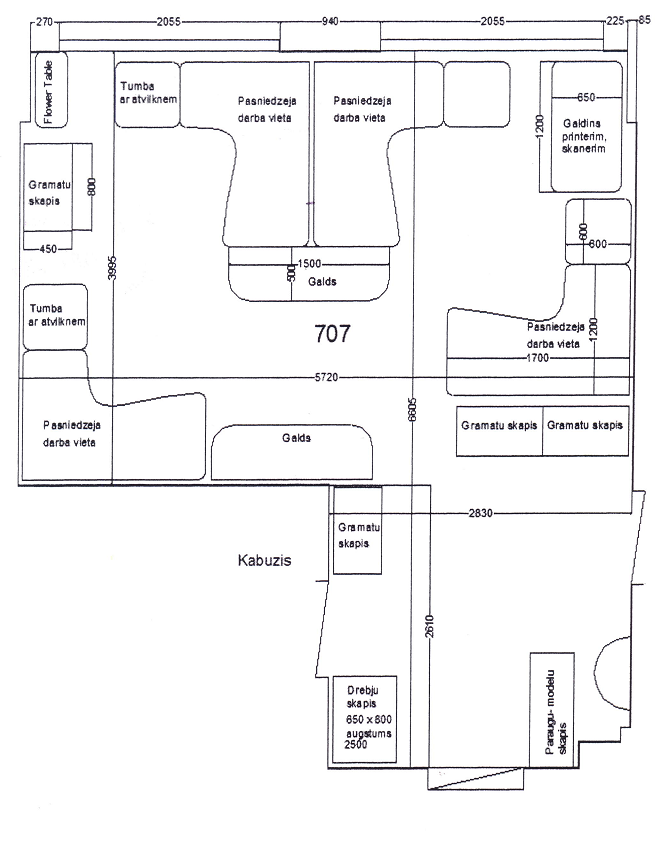 270
2055
940
2055
225
85
Flower Table
Tumba
ar atvilknem
Pasniedzeja
darba vieta
Pasniedzeja
darba vieta
650
1200
Galdins
printerim,
skanerim
Gramatu
skapis
800
450
3995
1500
500
Galds
600
600
Tumba
ar atvilknem
707
Pasniedzeja
darba vieta
1200
1700
5720
6605
Pasniedzeja
darba vieta
Galds
Gramatu skapis
Gramatu skapis
2830
Gramatu
skapis
Kabuzis
2610
Drebju
skapis
650 x 800
augstums
2500
Paraugu- modelu
skapis